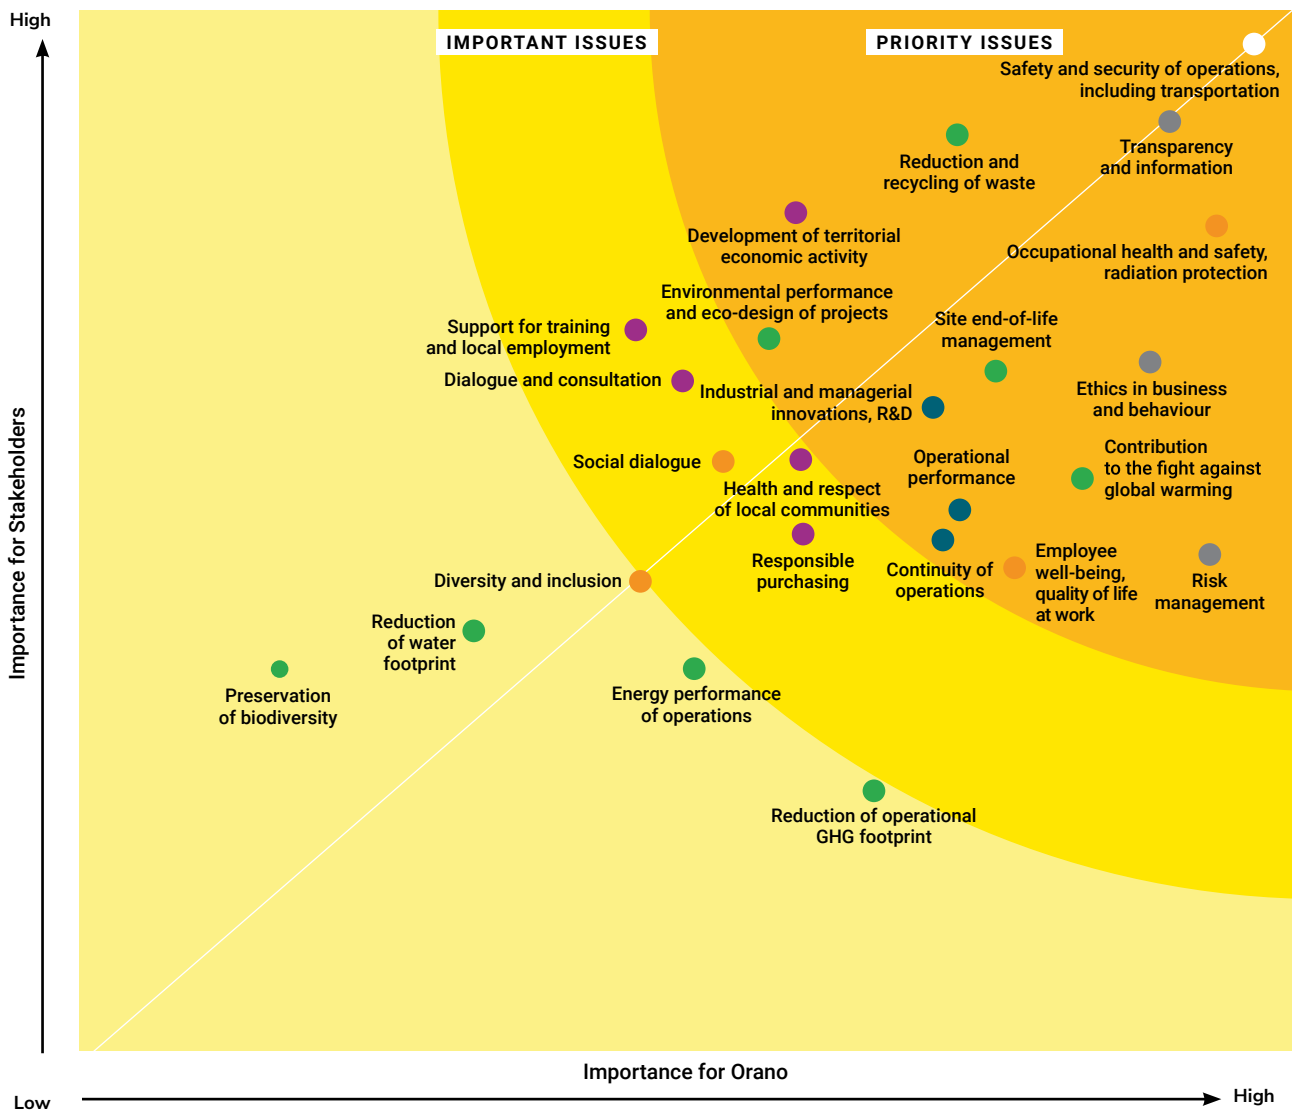 High
IMPORTANT ISSUES
PRIORITY ISSUES
Safety and security of operations,
including transportation
Transparency
and information
Reduction and
recycling of waste
Development of territorial
economic activity
Occupational health and safety,
radiation protection
Environmental performance
and eco-design of projects
Support for training
and local employment
Site end-of-life
management
Dialogue and consultation
Industrial and managerial
innovations, R&D
Ethics in business
and behaviour
Social dialogue
Operational
performance
Contribution
to the fight against
global warming
Health and respect
of local communities
Responsible
purchasing
Continuity of
operations
Employee
well-being,
quality of life
at work
Risk
management
Diversity and inclusion
Reduction
of water
footprint
Preservation
of biodiversity
Energy performance
of operations
Reduction of operational
GHG footprint
Importance for Stakeholders
Importance for Orano
Low
High